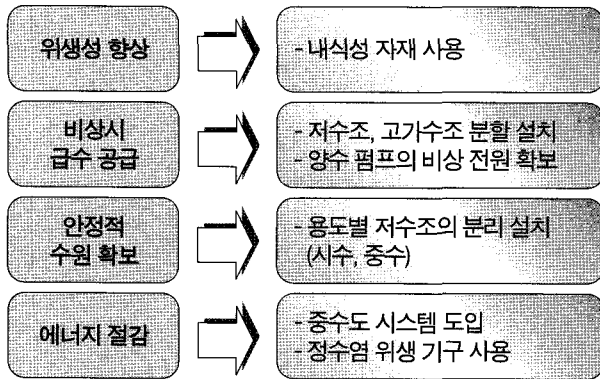 위생성 향상
- 내식성 자재 사용
비상시
급수 공급
- 저수조, 고가수조 분할 설치
- 양수 펌프의 비상 전원 확보
안정적
수원 확보
- 용도별 저수조의 분리 설치
(시수, 중수)
에너지 절감
- 중수도 시스템 도입
- 정수염 위생 기구 사용